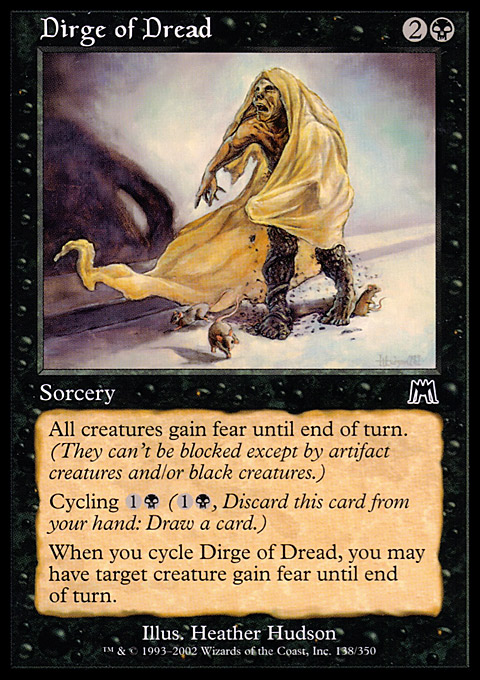 Dirge of Dread 2
Sorcery
All creatures gain fear until end of turn.
(They can't be blocked except by artifact
creatures and/or black creatures.)
Cycling 1 (1, Discard this card from
your hand: Draw a card.)
When you cycle Dirge of Dread, you may
have target creature gain fear until end
of turn.
Illus. Heather Hudson
™ & © 1993-2002 Wizards of the Coast, Inc. 138/350